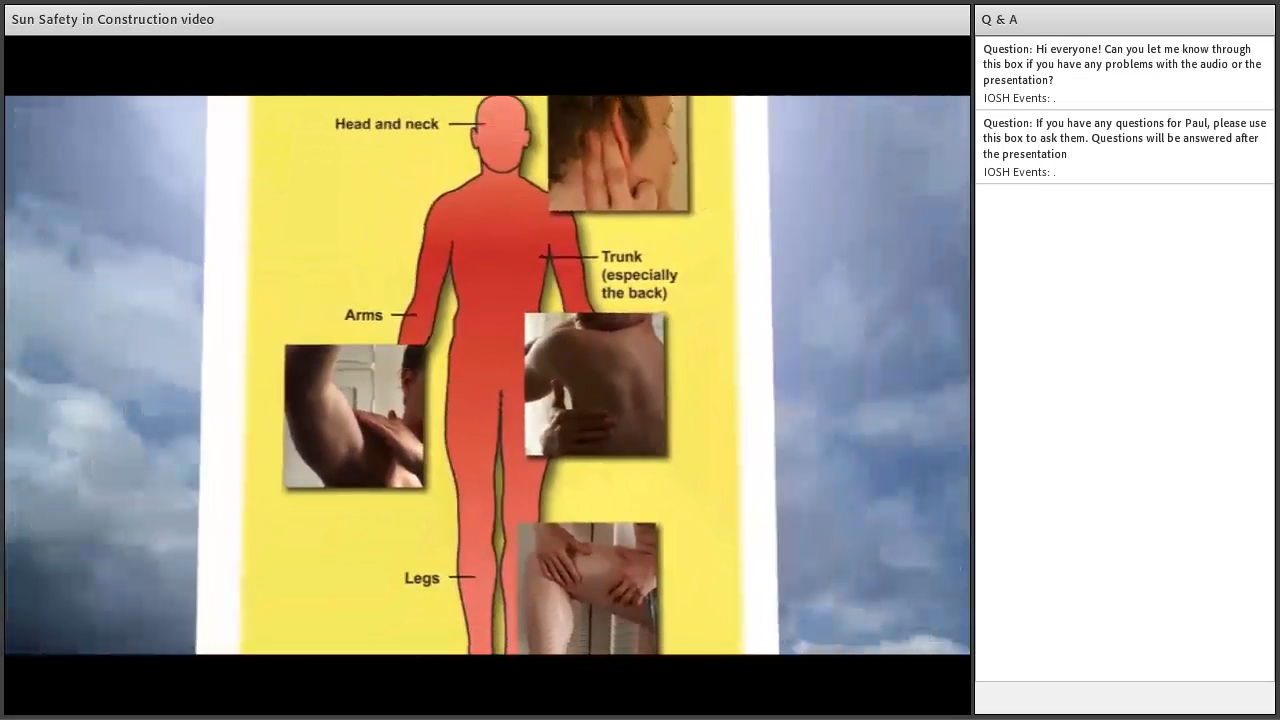 Sun Safety in Construction video
Head and neck
Trunk
(especially
the back)
Arms
Legs
Q & A
Question: Hi everyone! Can you let me know through
this box if you have any problems with the audio or the
presentation?
IOSH Events: .
Question: If you have any questions for Paul, please use
this box to ask them. Questions will be answered after
the presentation
IOSH Events: .